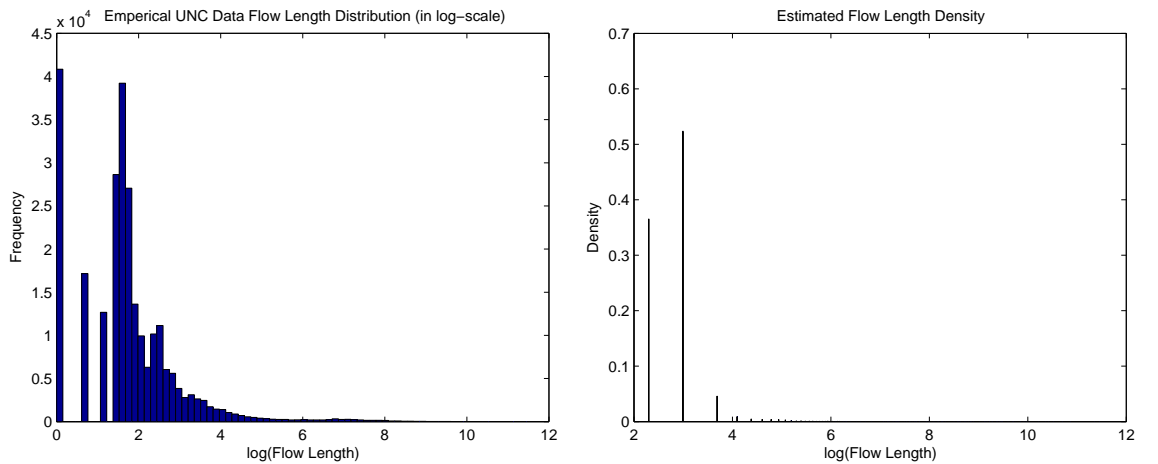 Emperical UNC Data Flow Length Distribution (in log−scale)
x 10⁴
4.5
4
3.5
3
2.5
2
1.5
1
0.5
0
Frequency
0 2 4 6 8 10 12
log(Flow Length)
Estimated Flow Length Density
0.7
0.6
0.5
0.4
0.3
0.2
0.1
0
Density
2 4 6 8 10 12
log(Flow Length)